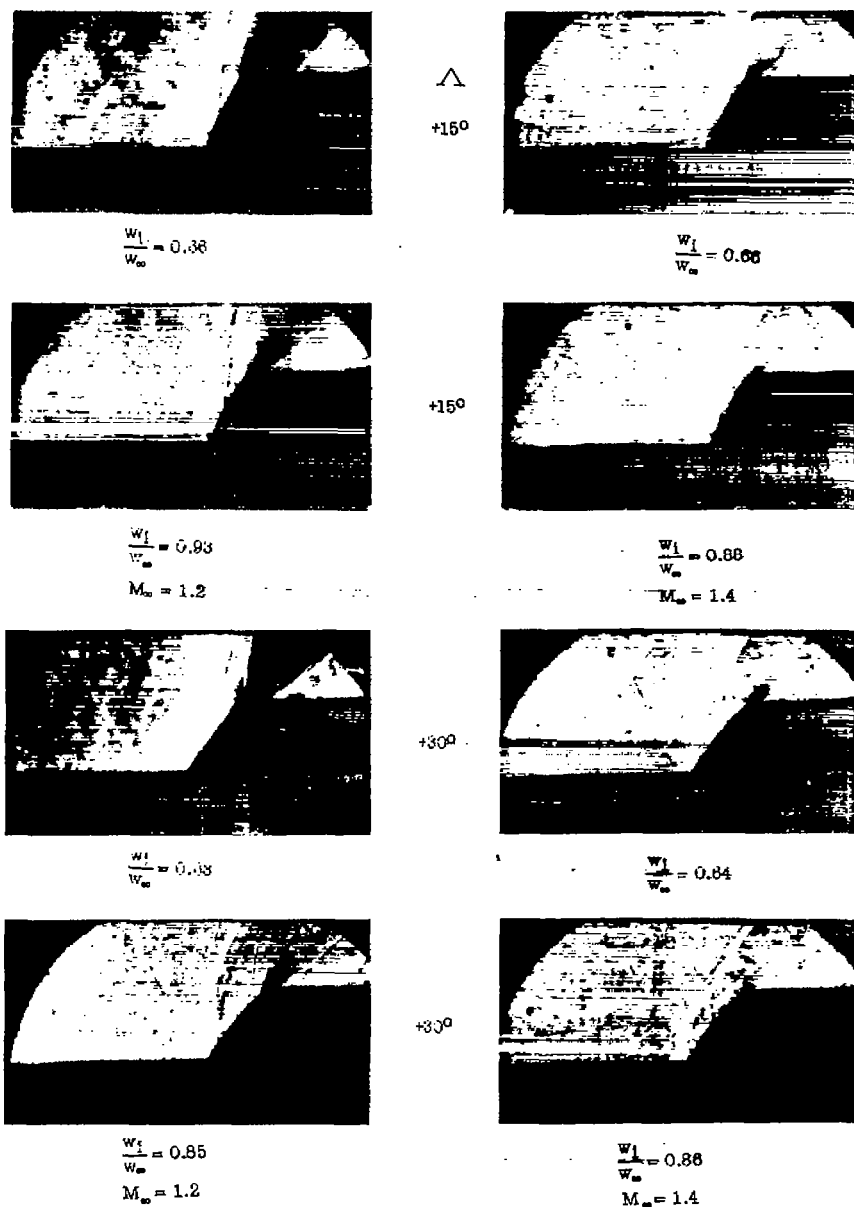 Λ
+15°
w₁/w∞ = 0.66
+15°
w₁/w∞ = 0.93
M∞ = 1.2
w₁/w∞ = 0.88
M∞ = 1.4
+30°
w₁/w∞ = 0.64
+30°
w₁/w∞ = 0.85
M∞ = 1.2
w₁/w∞ = 0.86
M∞ = 1.4